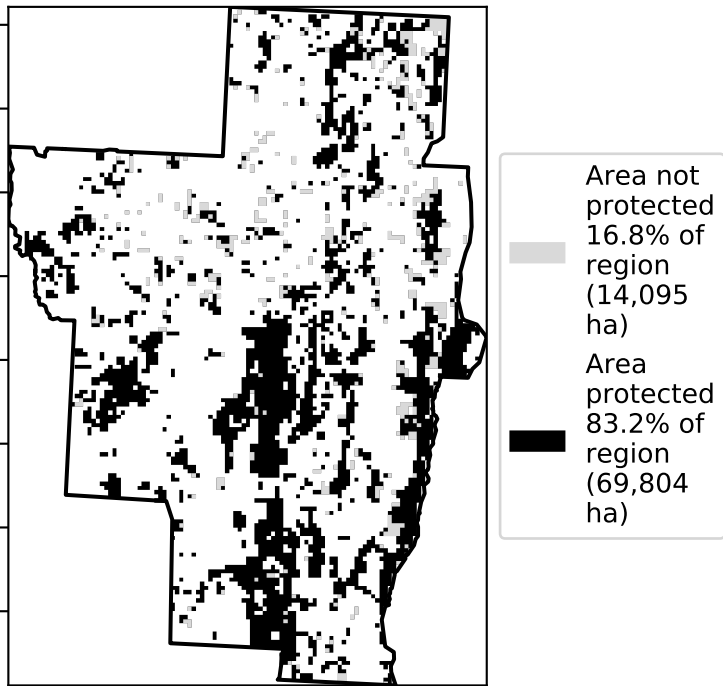 Area not
protected
16.8% of
region
(14,095
ha)
Area
protected
83.2% of
region
(69,804
ha)